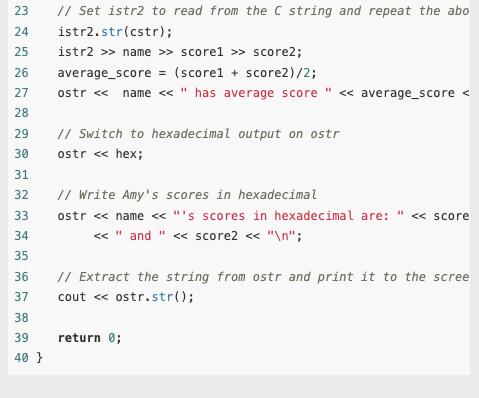 23 // Set istr2 to read from the C string and repeat the abo
24 istr2.str(cstr);
25 istr2 >> name >> score1 >> score2;
26 average_score = (score1 + score2)/2;
27 ostr << name << " has average score " << average_score <
28
29 // Switch to hexadecimal output on ostr
30 ostr << hex;
31
32 // Write Amy's scores in hexadecimal
33 ostr << name << "'s scores in hexadecimal are: " << score
34 << " and " << score2 << "\n";
35
36 // Extract the string from ostr and print it to the scree
37 cout << ostr.str();
38
39 return 0;
40 }